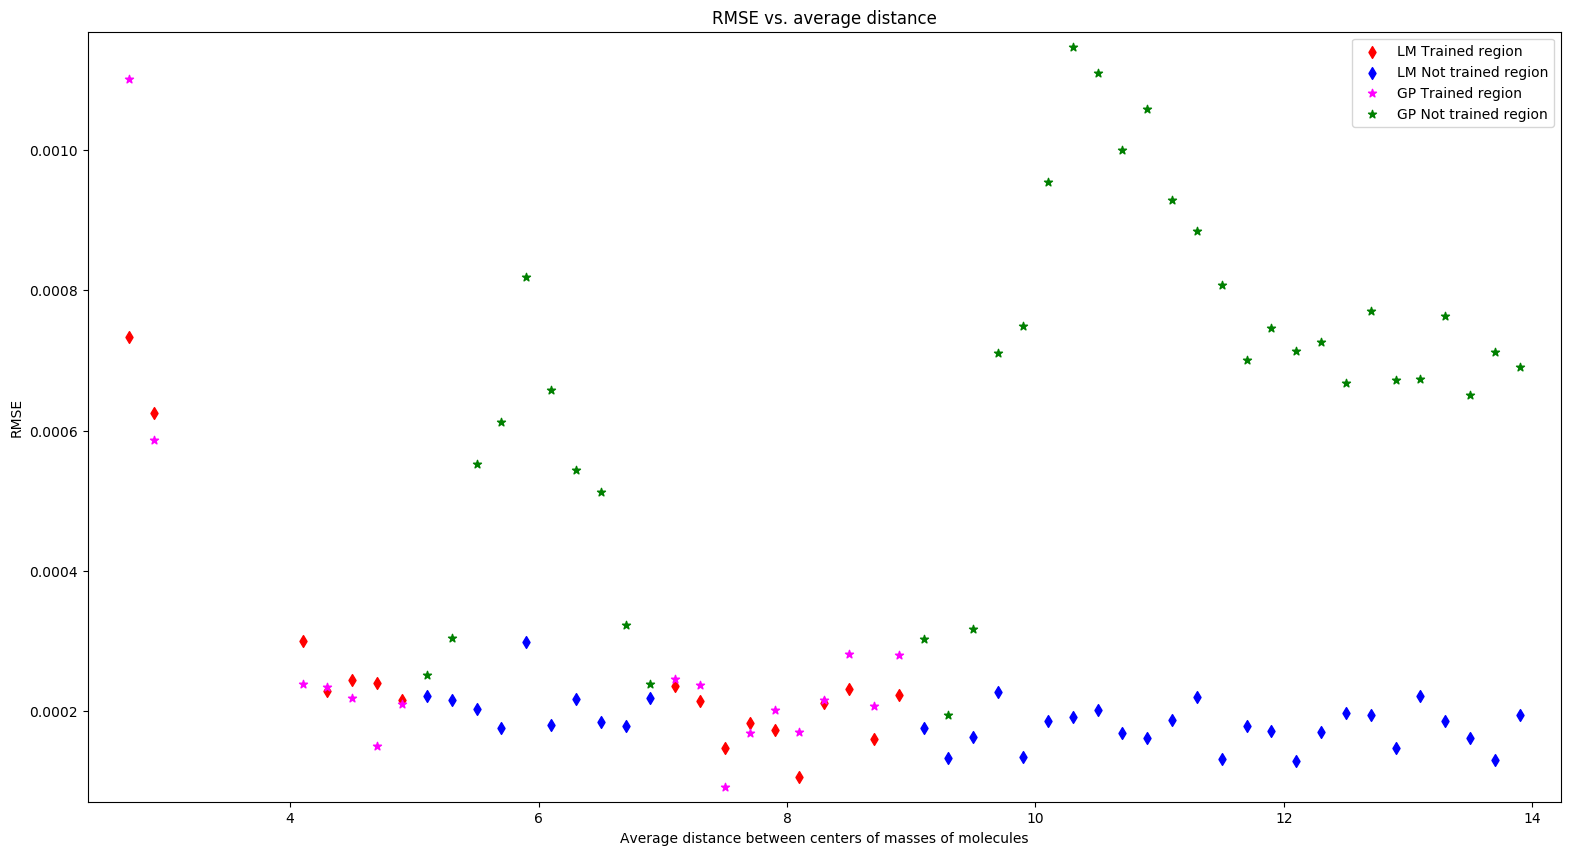 RMSE vs. average distance
LM Trained region
LM Not trained region
GP Trained region
GP Not trained region
RMSE
0.0010
0.0008
0.0006
0.0004
0.0002
4
6
8
10
12
14
Average distance between centers of masses of molecules